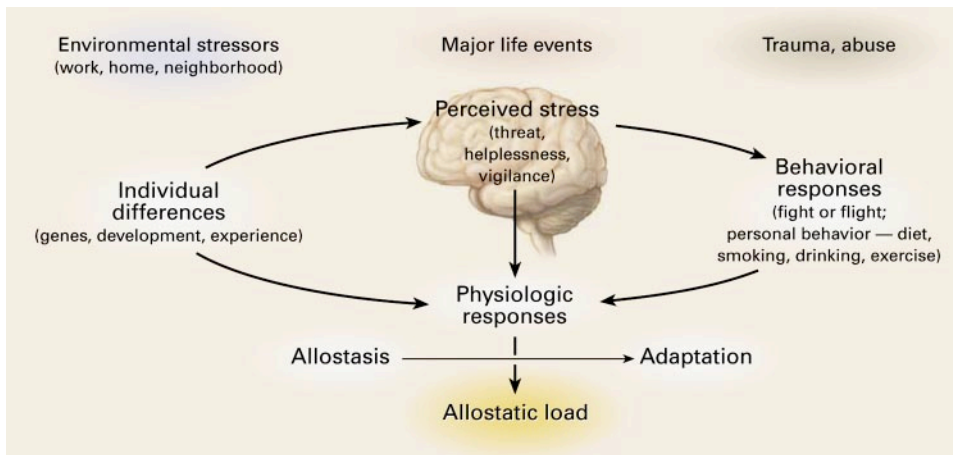 Environmental stressors
(work, home, neighborhood)
Major life events
Trauma, abuse
Perceived stress
(threat,
helplessness,
vigilance)
Individual
differences
(genes, development, experience)
Behavioral
responses
(fight or flight;
personal behavior — diet,
smoking, drinking, exercise)
Physiologic
responses
Allostasis
Adaptation
Allostatic load